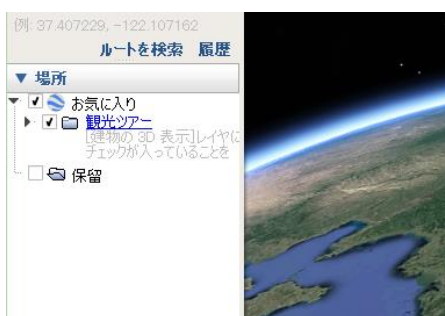 例: 37.407229, -122.107162
ルートを検索 履歴
▼ 場所
お気に入り
観光ツアー
[建物の 3D 表示]レイヤに
チェックが入っていることを
保留